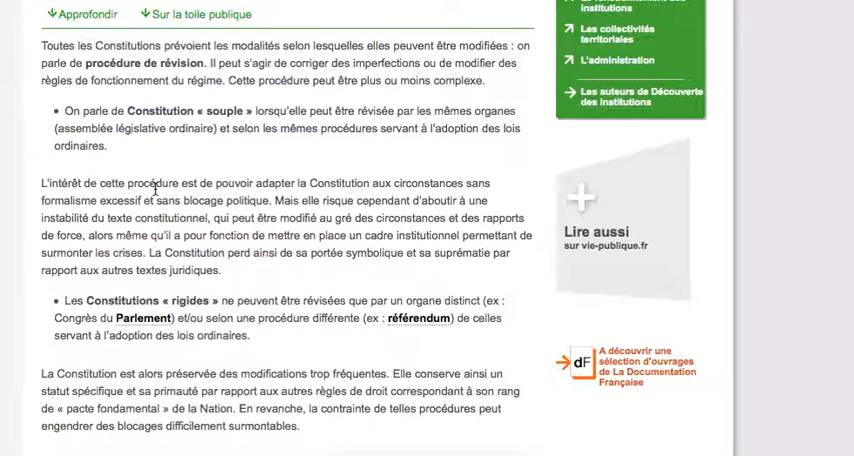 Approfondir
Sur la toile publique
Toutes les Constitutions prévoient les modalités selon lesquelles elles peuvent être modifiées : on
parle de procédure de révision. Il peut s'agir de corriger des imperfections ou de modifier des
règles de fonctionnement du régime. Cette procédure peut être plus ou moins complexe.
• On parle de Constitution « souple » lorsqu'elle peut être révisée par les mêmes organes
(assemblée législative ordinaire) et selon les mêmes procédures servant à l'adoption des lois
ordinaires.
L'intérêt de cette procédure est de pouvoir adapter la Constitution aux circonstances sans
formalisme excessif et sans blocage politique. Mais elle risque cependant d'aboutir à une
instabilité du texte constitutionnel, qui peut être modifié au gré des circonstances et des rapports
de force, alors même qu'il a pour fonction de mettre en place un cadre institutionnel permettant de
surmonter les crises. La Constitution perd ainsi de sa portée symbolique et sa suprématie par
rapport aux autres textes juridiques.
• Les Constitutions « rigides » ne peuvent être révisées que par un organe distinct (ex :
Congrès du Parlement) et/ou selon une procédure différente (ex : référendum) de celles
servant à l'adoption des lois ordinaires.
La Constitution est alors préservée des modifications trop fréquentes. Elle conserve ainsi un
statut spécifique et sa primauté par rapport aux autres règles de droit correspondant à son rang
de « pacte fondamental » de la Nation. En revanche, la contrainte de telles procédures peut
engendrer des blocages difficilement surmontables.
institutions
Les collectivités
territoriales
L'administration
Les auteurs de Découverte
des institutions
Lire aussi
sur vie-publique.fr
dF
A découvrir une
sélection d'ouvrages
de La Documentation
Française